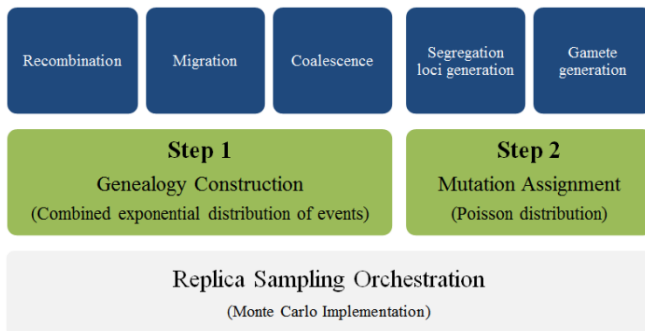 Recombination
Migration
Coalescence
Segregation
loci generation
Gamete
generation
Step 1
Genealogy Construction
(Combined exponential distribution of events)
Step 2
Mutation Assignment
(Poisson distribution)
Replica Sampling Orchestration
(Monte Carlo Implementation)